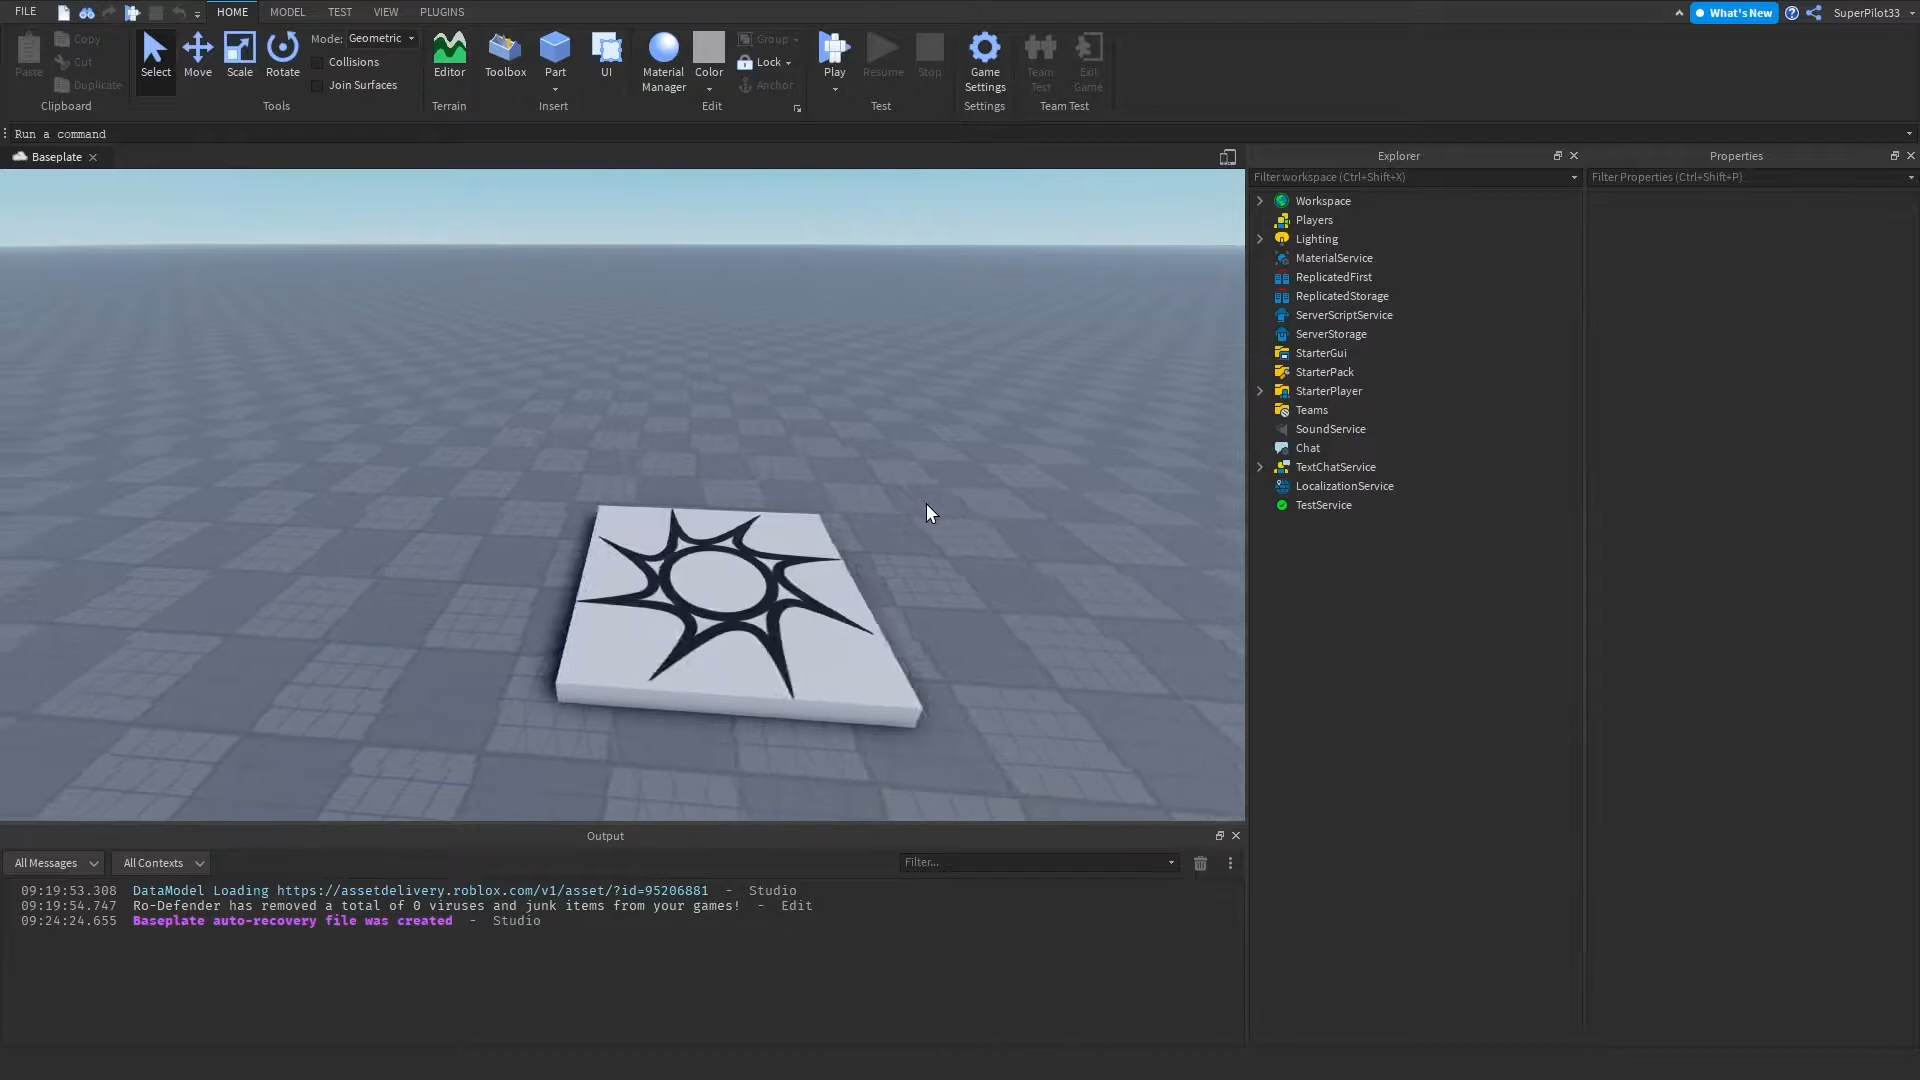 FILE HOME MODEL TEST VIEW PLUGINS What's New SuperPilot33
Paste Copy Cut Duplicate Clipboard
Select Move Scale Rotate Mode: Geometric Collisions Join Surfaces Tools
Editor Terrain
Toolbox Part UI Insert
Material Manager Color Group Lock Anchor Edit
Play Resume Stop Test
Game Settings Settings
Team Test Exit Game Team Test
Run a command
Baseplate
Explorer
Filter workspace (Ctrl+Shift+X)
Workspace
Players
Lighting
MaterialService
ReplicatedFirst
ReplicatedStorage
ServerScriptService
ServerStorage
StarterGui
StarterPack
StarterPlayer
Teams
SoundService
Chat
TextChatService
LocalizationService
TestService
Properties
Filter Properties (Ctrl+Shift+P)
Output
All Messages All Contexts Filter...
09:19:53.308 DataModel Loading https://assetdelivery.roblox.com/v1/asset/?id=95206881 - Studio
09:19:54.747 Ro-Defender has removed a total of 0 viruses and junk items from your games! - Edit
09:24:24.655 Baseplate auto-recovery file was created - Studio